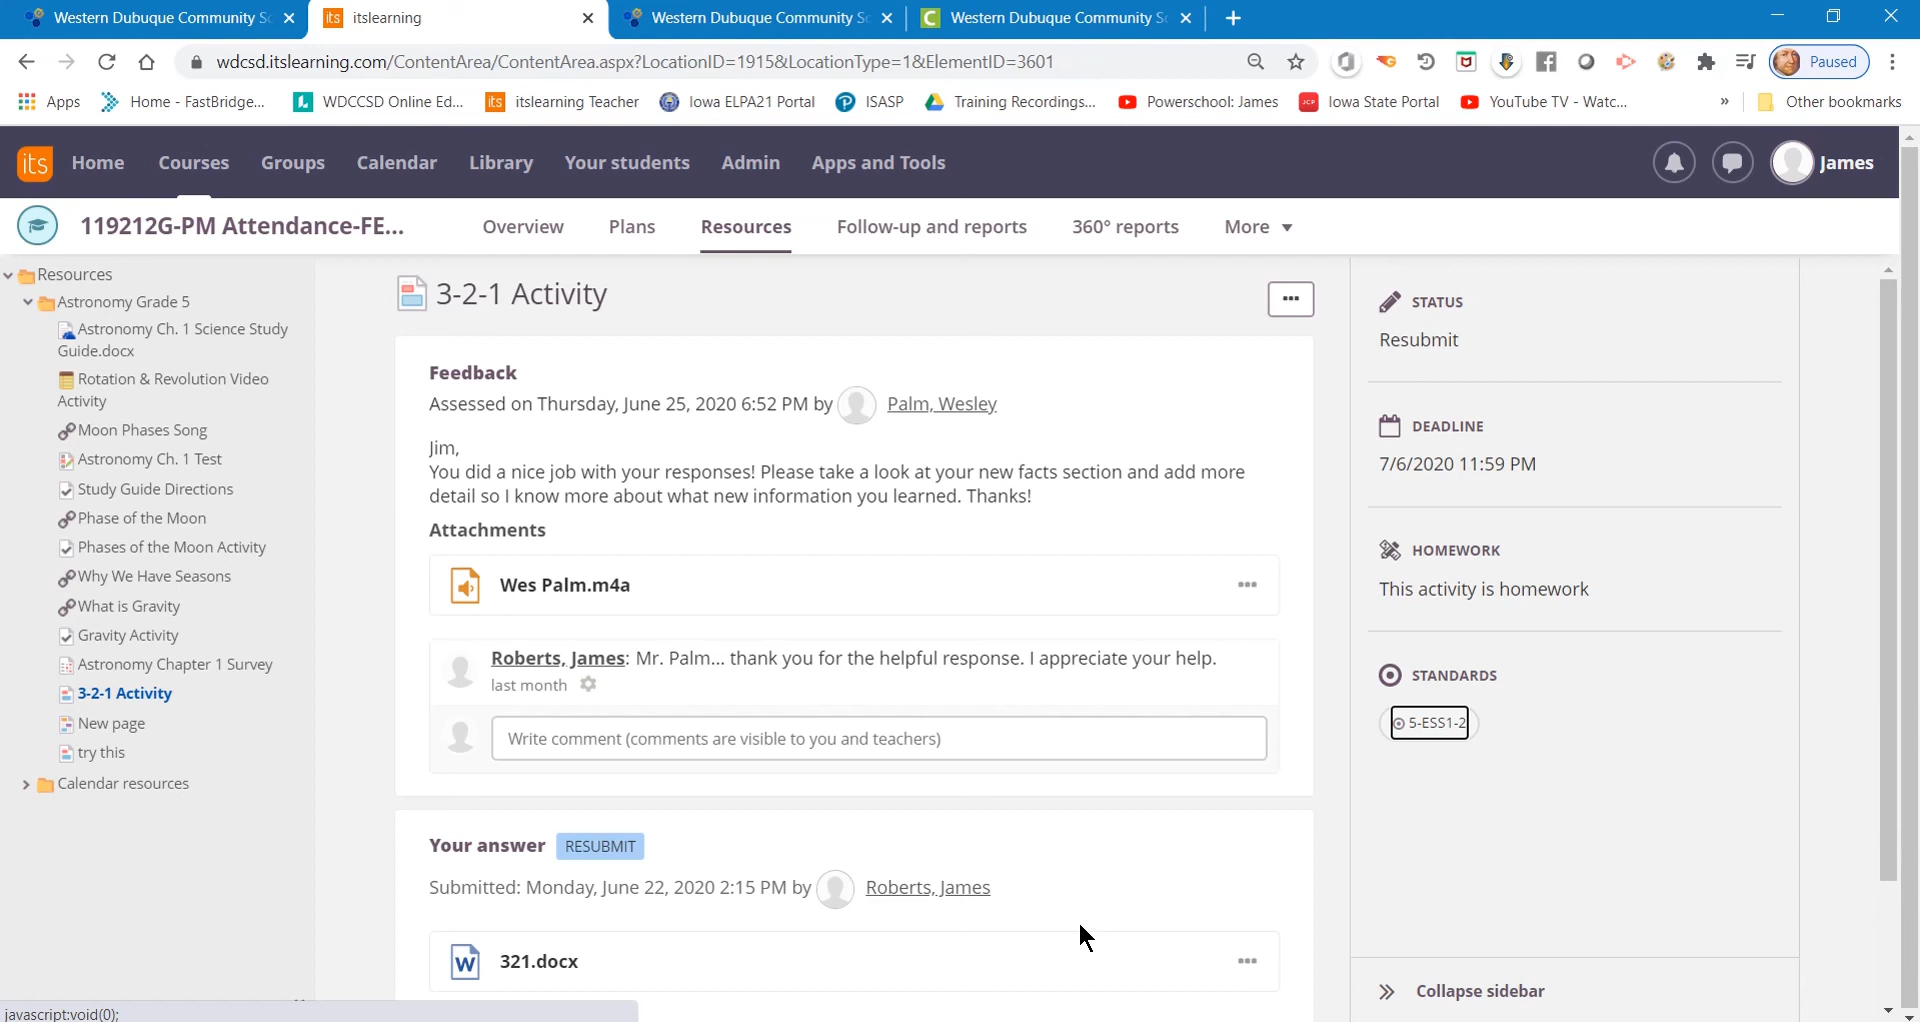 Western Dubuque Community Sc
itslearning
Western Dubuque Community Sc
Western Dubuque Community Sc
wdcsd.itslearning.com/ContentArea/ContentArea.aspx?LocationID=1915&LocationType=1&ElementID=3601
Paused
Apps
Home - FastBridge...
WDCCSD Online Ed...
itslearning Teacher
Iowa ELPA21 Portal
ISASP
Training Recordings...
Powerschool: James
Iowa State Portal
YouTube TV - Watc...
»
Other bookmarks
its
Home
Courses
Groups
Calendar
Library
Your students
Admin
Apps and Tools
James
119212G-PM Attendance-FE...
Overview
Plans
Resources
Follow-up and reports
360° reports
More
Resources
Astronomy Grade 5
Astronomy Ch. 1 Science Study
Guide.docx
Rotation & Revolution Video
Activity
Moon Phases Song
Astronomy Ch. 1 Test
Study Guide Directions
Phase of the Moon
Phases of the Moon Activity
Why We Have Seasons
What is Gravity
Gravity Activity
Astronomy Chapter 1 Survey
3-2-1 Activity
New page
try this
Calendar resources
3-2-1 Activity
Feedback
Assessed on Thursday, June 25, 2020 6:52 PM by Palm, Wesley
Jim,
You did a nice job with your responses! Please take a look at your new facts section and add more
detail so I know more about what new information you learned. Thanks!
Attachments
Wes Palm.m4a
Roberts, James: Mr. Palm... thank you for the helpful response. I appreciate your help.
last month
Write comment (comments are visible to you and teachers)
Your answer RESUBMIT
Submitted: Monday, June 22, 2020 2:15 PM by Roberts, James
321.docx
STATUS
Resubmit
DEADLINE
7/6/2020 11:59 PM
HOMEWORK
This activity is homework
STANDARDS
5-ESS1-2
Collapse sidebar
javascript:void(0);